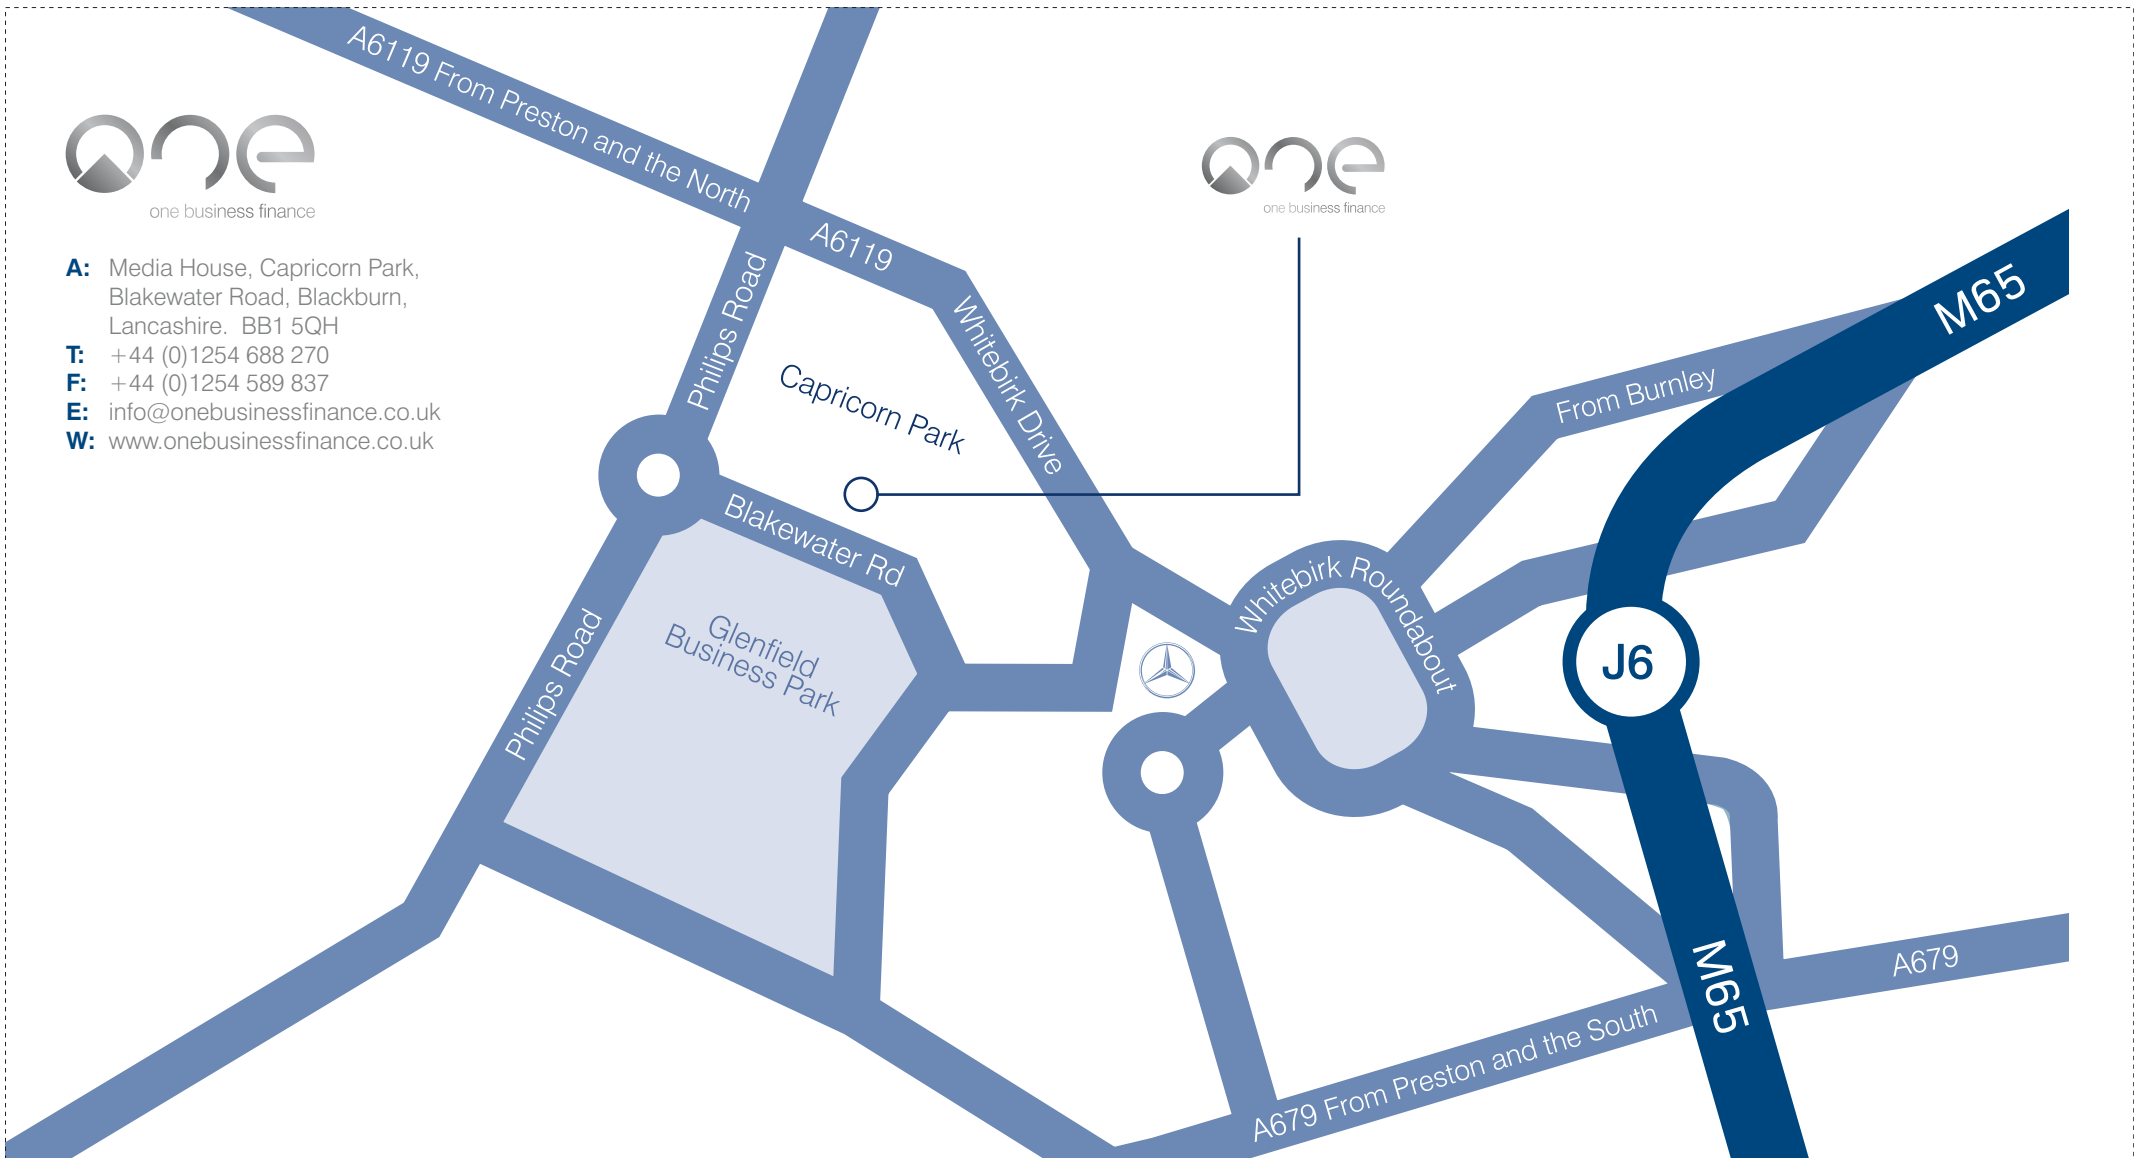 one
one business finance
A: Media House, Capricorn Park,
Blakewater Road, Blackburn,
Lancashire. BB1 5QH
T: +44 (0)1254 688 270
F: +44 (0)1254 589 837
E: info@onebusinessfinance.co.uk
W: www.onebusinessfinance.co.uk
A6119 From Preston and the North
A6119
one
one business finance
Philips Road
Whitebirk Drive
Capricorn Park
Blakewater Rd
Glenfield
Business Park
Philips Road
Whitebirk Roundabout
From Burnley
M65
J6
M65
A679
A679 From Preston and the South